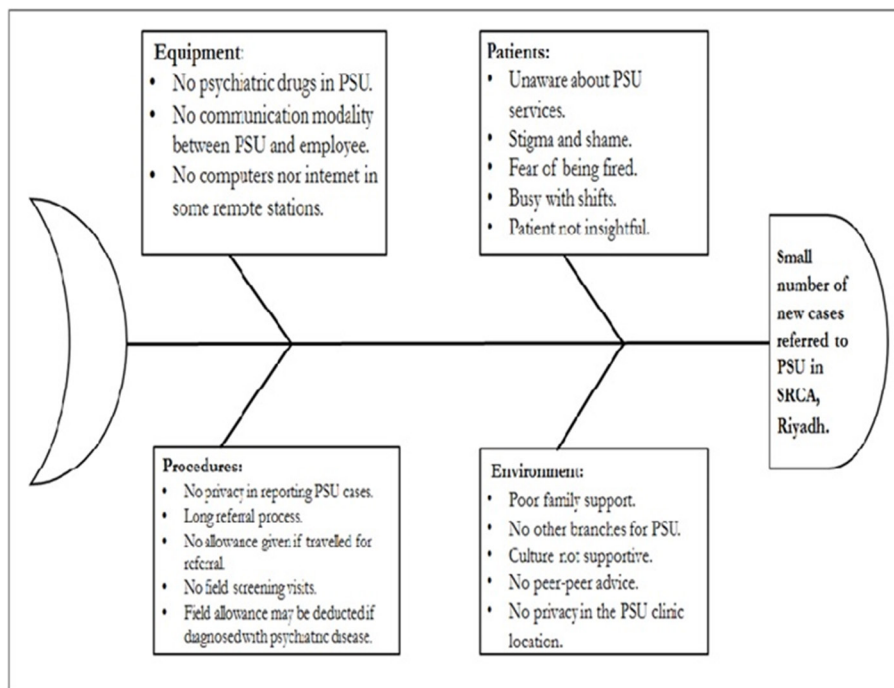 Equipment:
• No psychiatric drugs in PSU.
• No communication modality
between PSU and employee.
• No computers nor internet in
some remote stations.
Patients:
• Unaware about PSU
services.
• Stigma and shame.
• Fear of being fired.
• Busy with shifts.
• Patient not insightful.
Small
number of
new cases
referred to
PSU in
SRCA,
Riyadh.
Procedures:
• No privacy in reporting PSU cases.
• Long referral process.
• No allowance given if travelled for
referral.
• No field screening visits.
• Field allowance may be deducted if
diagnosed with psychiatric disease.
Environment:
• Poor family support.
• No other branches for PSU.
• Culture not supportive.
• No peer-peer advice.
• No privacy in the PSU clinic
location.